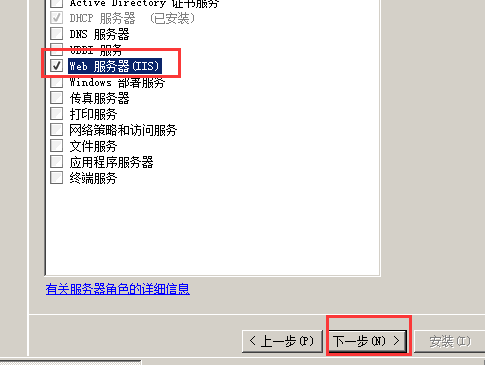 Active Directory 证书服务
DHCP 服务器 (已安装)
DNS 服务器
UDDI 服务
Web 服务器(IIS)
Windows 部署服务
传真服务器
打印服务
网络策略和访问服务
文件服务
应用程序服务器
终端服务
有关服务器角色的详细信息
< 上一步(P) 下一步(N) > 安装(I)